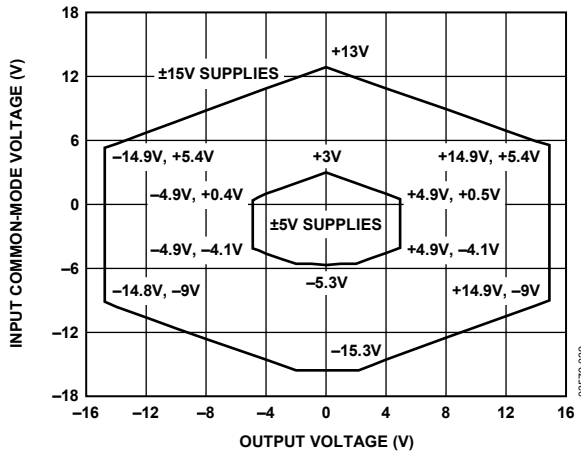 18
12
6
0
–6
–12
–18
INPUT COMMON-MODE VOLTAGE (V)
+13V
±15V SUPPLIES
–14.9V, +5.4V
+3V
+14.9V, +5.4V
–4.9V, +0.4V
+4.9V, +0.5V
±5V SUPPLIES
–4.9V, –4.1V
+4.9V, –4.1V
–5.3V
–14.8V, –9V
+14.9V, –9V
–15.3V
–16
–12
–8
–4
0
4
8
12
16
OUTPUT VOLTAGE (V)